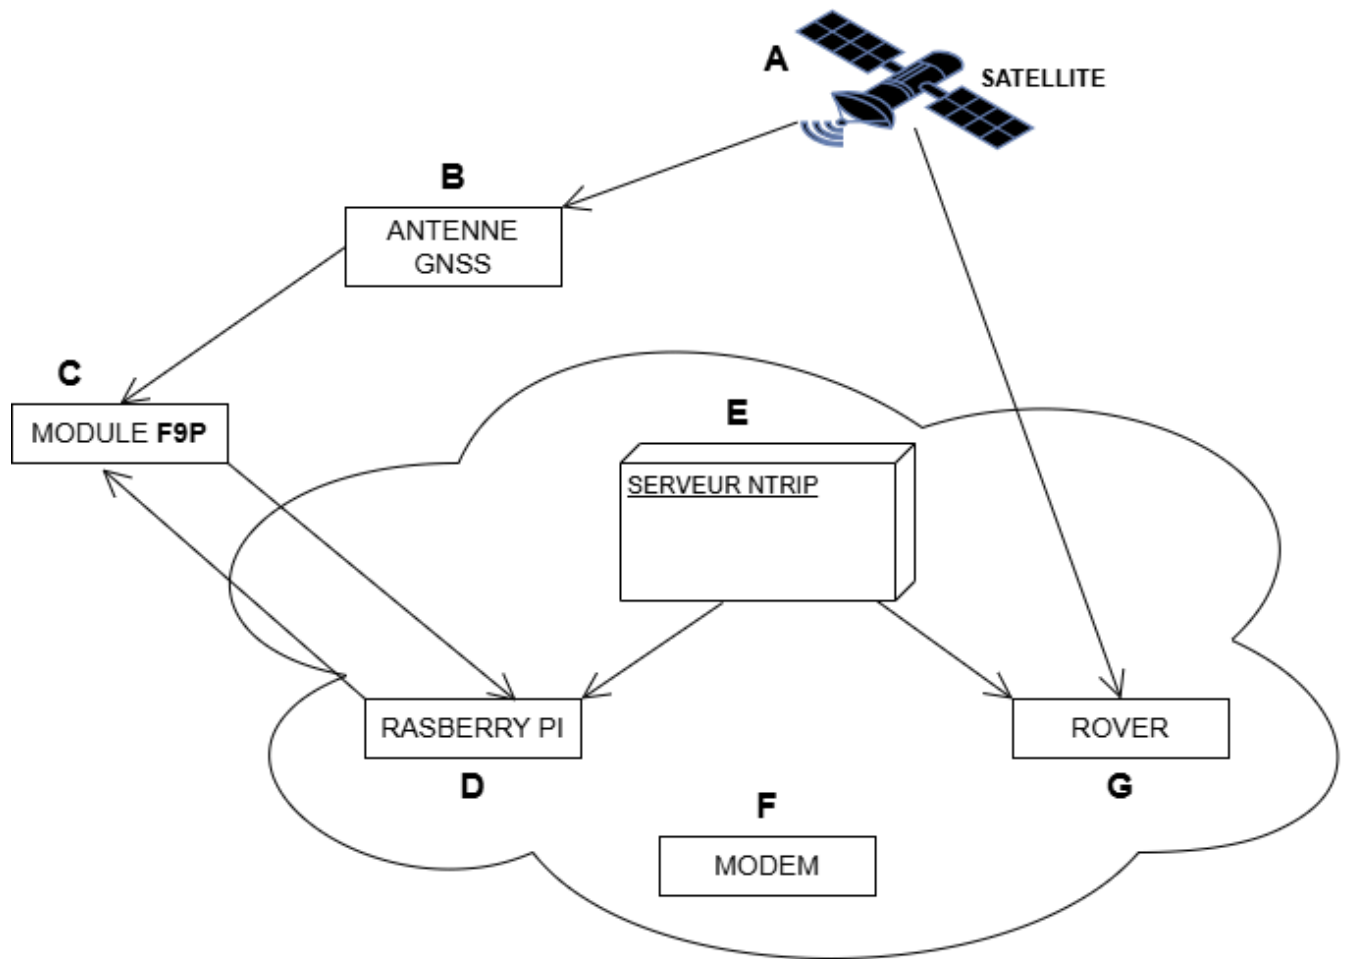 A
SATELLITE
B
ANTENNE
GNSS
C
MODULE F9P
E
SERVEUR NTRIP
RASBERRY PI
D
ROVER
G
F
MODEM